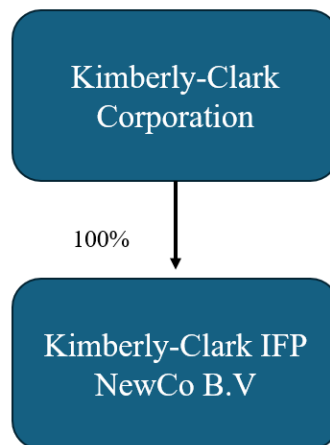 Kimberly-Clark
Corporation
100%
Kimberly-Clark IFP
NewCo B.V